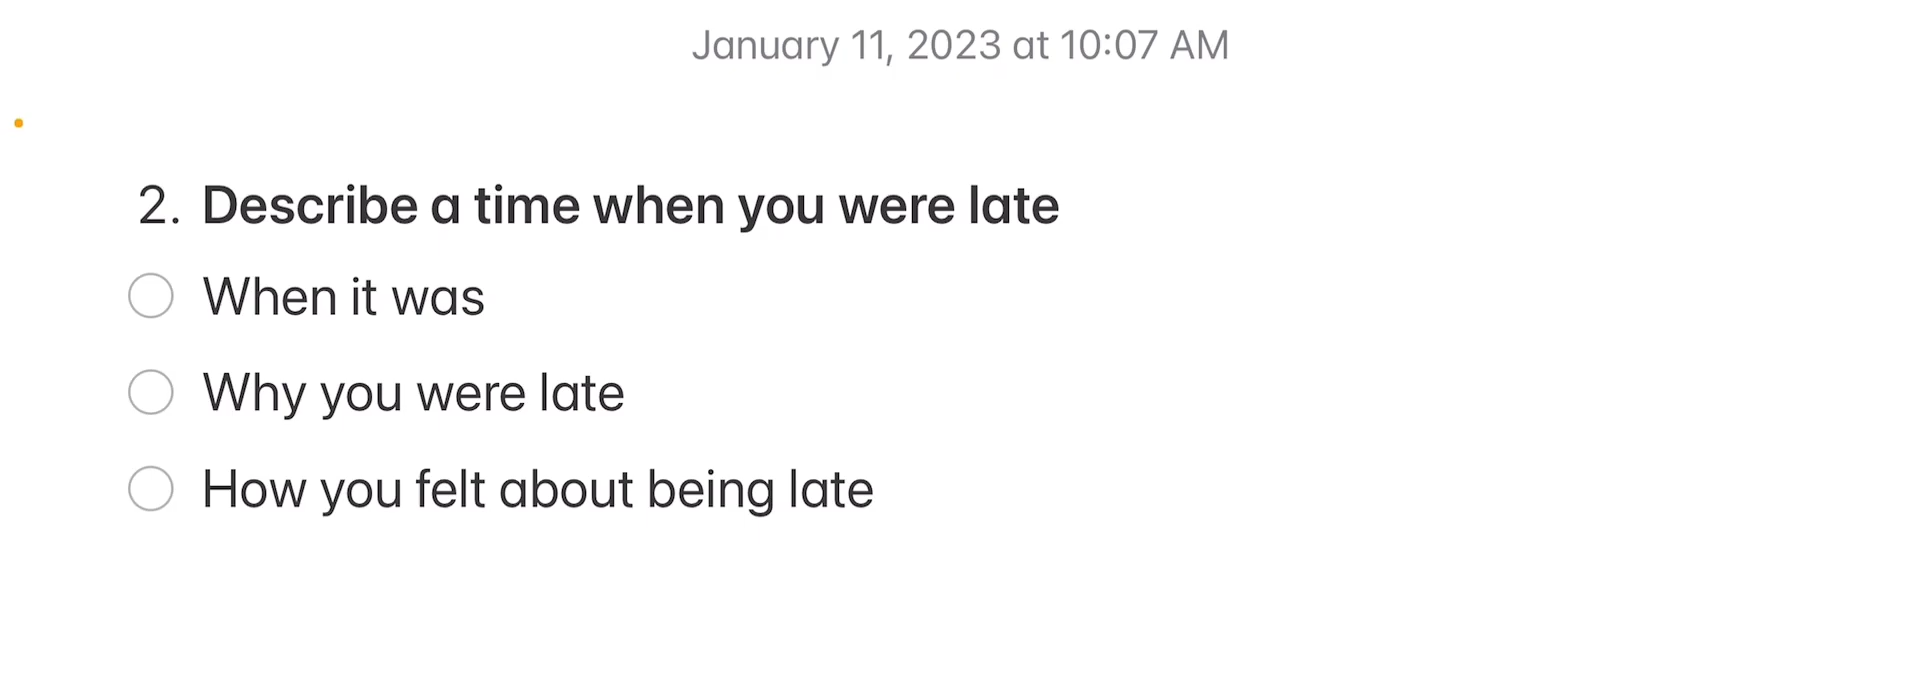 January 11, 2023 at 10:07 AM
2. Describe a time when you were late
When it was
Why you were late
How you felt about being late